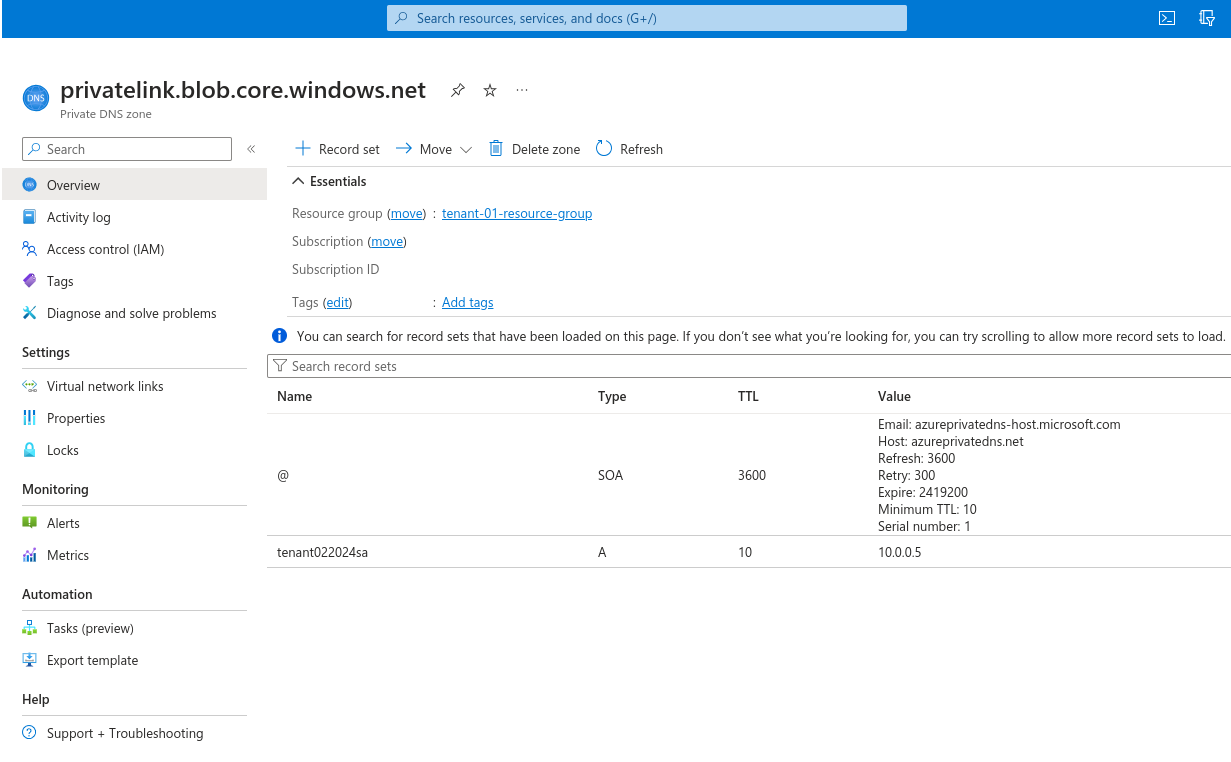 Search resources, services, and docs (G+/)
DNS
privatelink.blob.core.windows.net
Private DNS zone
Search
Overview
Activity log
Access control (IAM)
Tags
Diagnose and solve problems
Settings
Virtual network links
Properties
Locks
Monitoring
Alerts
Metrics
Automation
Tasks (preview)
Export template
Help
Support + Troubleshooting
Record set Move Delete zone Refresh
Essentials
Resource group (move) : tenant-01-resource-group
Subscription (move)
Subscription ID
Tags (edit) : Add tags
You can search for record sets that have been loaded on this page. If you don't see what you're looking for, you can try scrolling to allow more record sets to load.
Search record sets
Name Type TTL Value
@ SOA 3600
Email: azureprivatedns-host.microsoft.com
Host: azureprivatedns.net
Refresh: 3600
Retry: 300
Expire: 2419200
Minimum TTL: 10
Serial number: 1
tenant022024sa A 10 10.0.0.5